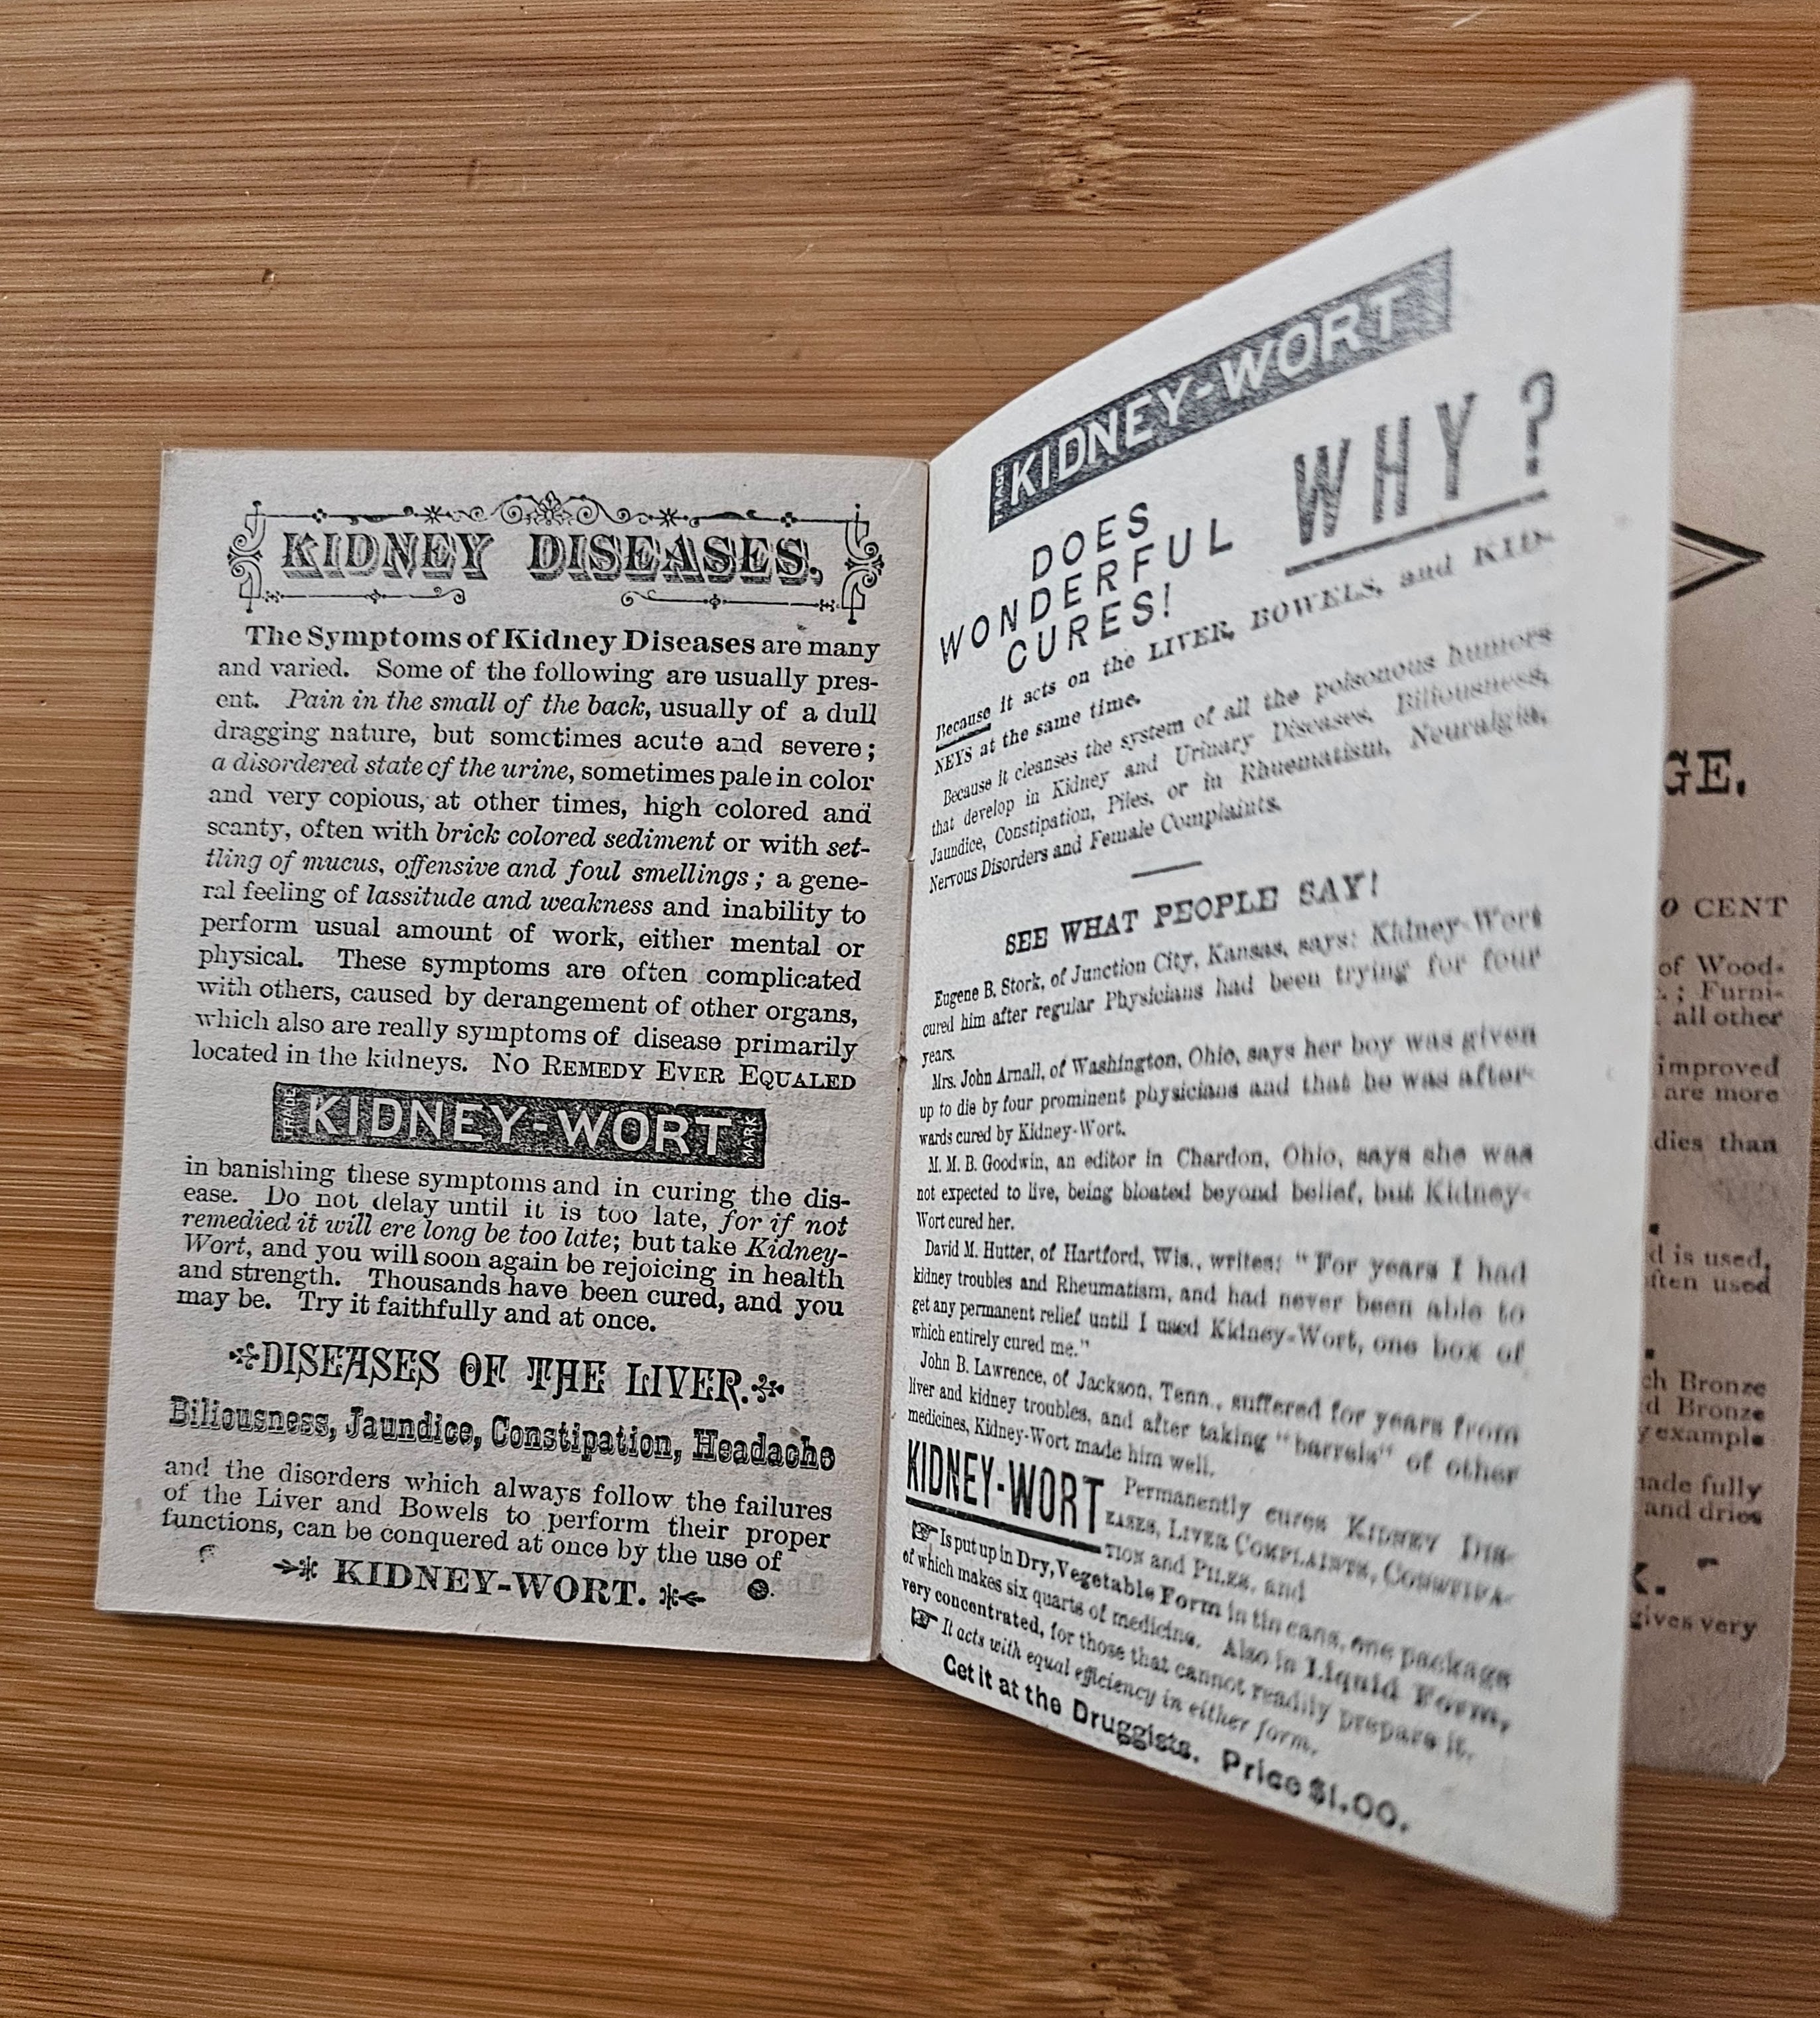 KIDNEY DISEASES.
The Symptoms of Kidney Diseases are many
and varied. Some of the following are usually pres-
ent. Pain in the small of the back, usually of a dull
dragging nature, but sometimes acute and severe;
a disordered state of the urine, sometimes pale in color
and very copious, at other times, high colored and
scanty, often with brick colored sediment or with set-
tling of mucus, offensive and foul smellings; a gene-
ral feeling of lassitude and weakness and inability to
perform usual amount of work, either mental or
physical. These symptoms are often complicated
with others, caused by derangement of other organs,
which also are really symptoms of disease primarily
located in the kidneys. NO REMEDY EVER EQUALED
TRADE KIDNEY-WORT MARK
in banishing these symptoms and in curing the dis-
ease. Do not delay until it is too late, for if not
remedied it will ere long be too late; but take Kidney-
Wort, and you will soon again be rejoicing in health
and strength. Thousands have been cured, and you
may be. Try it faithfully and at once.
DISEASES OF THE LIVER.
Biliousness, Jaundice, Constipation, Headache
and the disorders which always follow the failures
of the Liver and Bowels to perform their proper
functions, can be conquered at once by the use of
KIDNEY-WORT.
TRADE KIDNEY-WORT
DOES
WONDERFUL
CURES!
WHY?
Because it acts on the LIVER, BOWELS, and KID-
NEYS at the same time.
Because it cleanses the system of all the poisonous humors
that develop in Kidney and Urinary Diseases, Biliousness,
Jaundice, Constipation, Piles, or in Rhuematism, Neuralgia,
Nervous Disorders and Female Complaints.
SEE WHAT PEOPLE SAY!
Eugene B. Stork, of Junction City, Kansas, says: Kidney-Wort
cured him after regular Physicians had been trying for four
years.
Mrs. John Arnall, of Washington, Ohio, says her boy was given
up to die by four prominent physicians and that he was after-
wards cured by Kidney-Wort.
M. M. B. Goodwin, an editor in Chardon, Ohio, says she was
not expected to live, being bloated beyond belief, but Kidney-
Wort cured her.
David M. Hutter, of Hartford, Wis., writes: "For years I had
kidney troubles and Rheumatism, and had never been able to
get any permanent relief until I used Kidney-Wort, one box of
which entirely cured me."
John B. Lawrence, of Jackson, Tenn., suffered for years from
liver and kidney troubles, and after taking "barrels" of other
medicines, Kidney-Wort made him well.
KIDNEY-WORT Permanently cures KIDNEY DIS-
EASES, LIVER COMPLAINTS, CONSTIPA-
TION and PILES, and
☞ Is put up in Dry, Vegetable Form in tin cans, one package
of which makes six quarts of medicine. Also in Liquid Form,
very concentrated, for those that cannot readily prepare it.
☞ It acts with equal efficiency in either form.
Get it at the Druggists. Price $1.00.
GE.
CENT
of Wood-
; Furni-
all other
improved
are more
dies than
is used,
used
Bronze
Bronze
example
fully
and dries
gives very